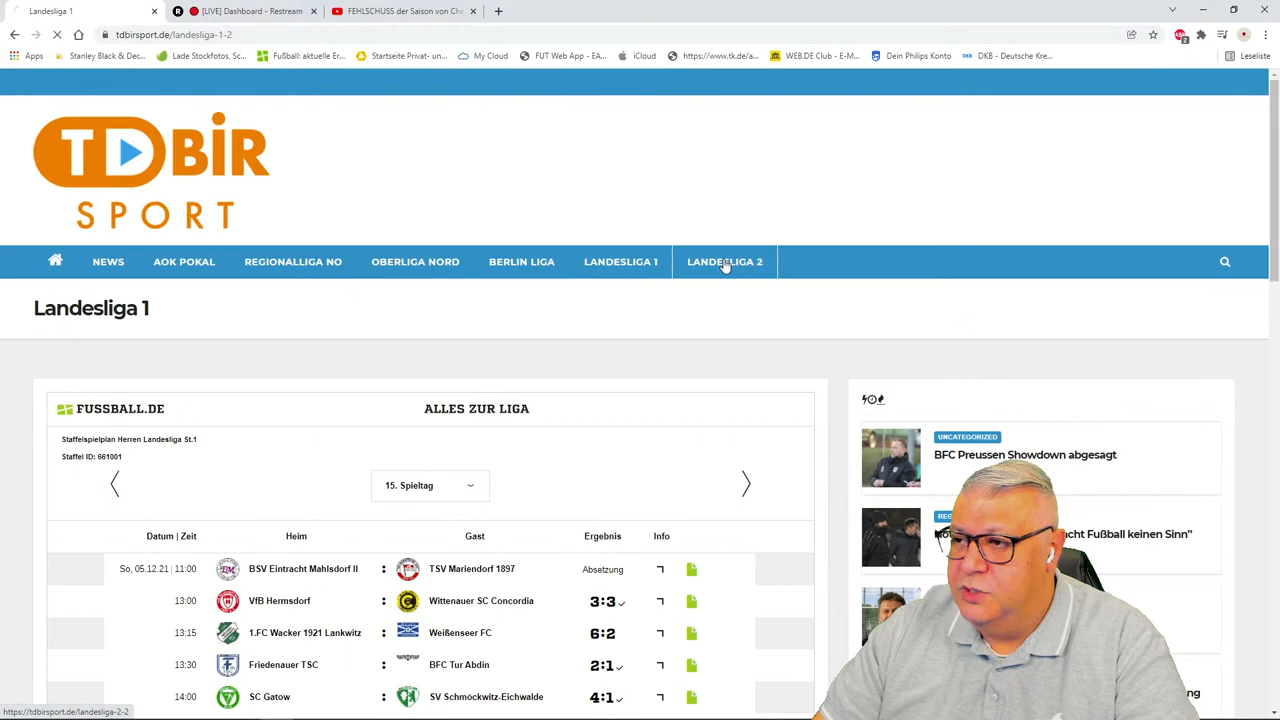 Landesliga 1
[LIVE] Dashboard - Restream
FEHLSCHUSS der Saison von Che
tdbirsport.de/landesliga-1-2
Apps
Stanley Black & Dec...
Lade Stockfotos, Sc...
Fußball: aktuelle Er...
Startseite Privat- un...
My Cloud
FUT Web App - EA...
iCloud
https://www.tk.de/a...
WEB.DE Club - E-M...
Dein Philips Konto
DKB - Deutsche Kre...
Leseliste
TDBİR
SPORT
NEWS
AOK POKAL
REGIONALLIGA NO
OBERLIGA NORD
BERLIN LIGA
LANDESLIGA 1
LANDESLIGA 2
Landesliga 1
FUSSBALL.DE
ALLES ZUR LIGA
Staffelspielplan Herren Landesliga St.1
Staffel ID: 661001
15. Spieltag
Datum | Zeit Heim Gast Ergebnis Info
So, 05.12.21 | 11:00 BSV Eintracht Mahlsdorf II : TSV Mariendorf 1897 Absetzung
13:00 VfB Hermsdorf : Wittenauer SC Concordia 3:3
13:15 1.FC Wacker 1921 Lankwitz : Weißenseer FC 6:2
13:30 Friedenauer TSC : BFC Tur Abdin 2:1
14:00 SC Gatow : SV Schmöckwitz-Eichwalde 4:1
UNCATEGORIZED
BFC Preussen Showdown abgesagt
acht Fußball keinen Sinn”
https://tdbirsport.de/landesliga-2-2